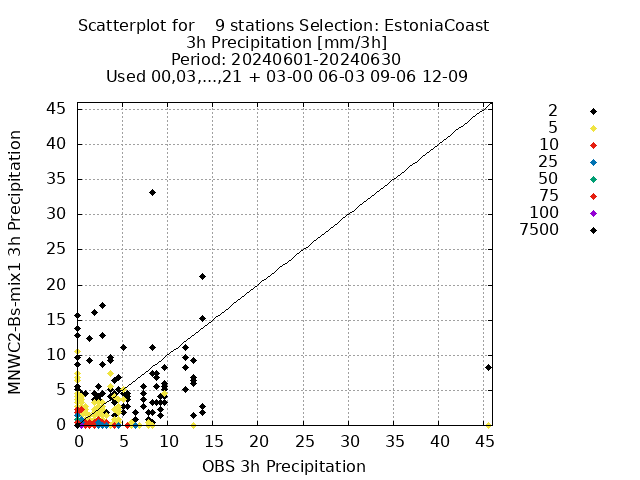 Scatterplot for 9 stations Selection: EstoniaCoast
3h Precipitation [mm/3h]
Period: 20240601-20240630
Used 00,03,...,21 + 03-00 06-03 09-06 12-09
MNWC2-Bs-mix1 3h Precipitation
45
40
35
30
25
20
15
10
5
0
0 5 10 15 20 25 30 35 40 45
OBS 3h Precipitation
2
5
10
25
50
75
100
7500